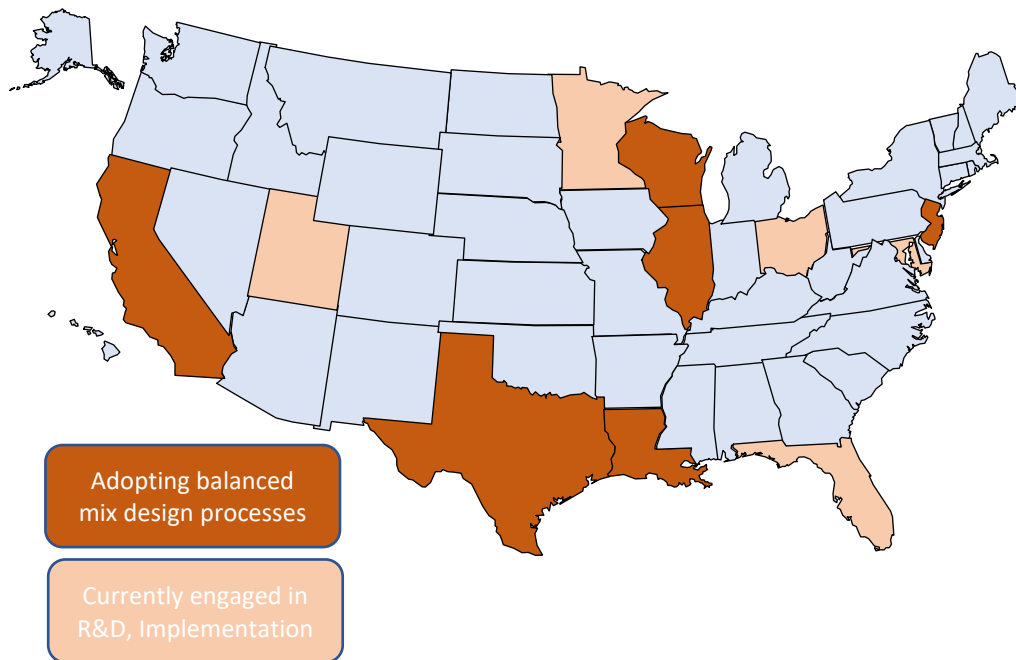 Adopting balanced
mix design processes
Currently engaged in
R&D, Implementation